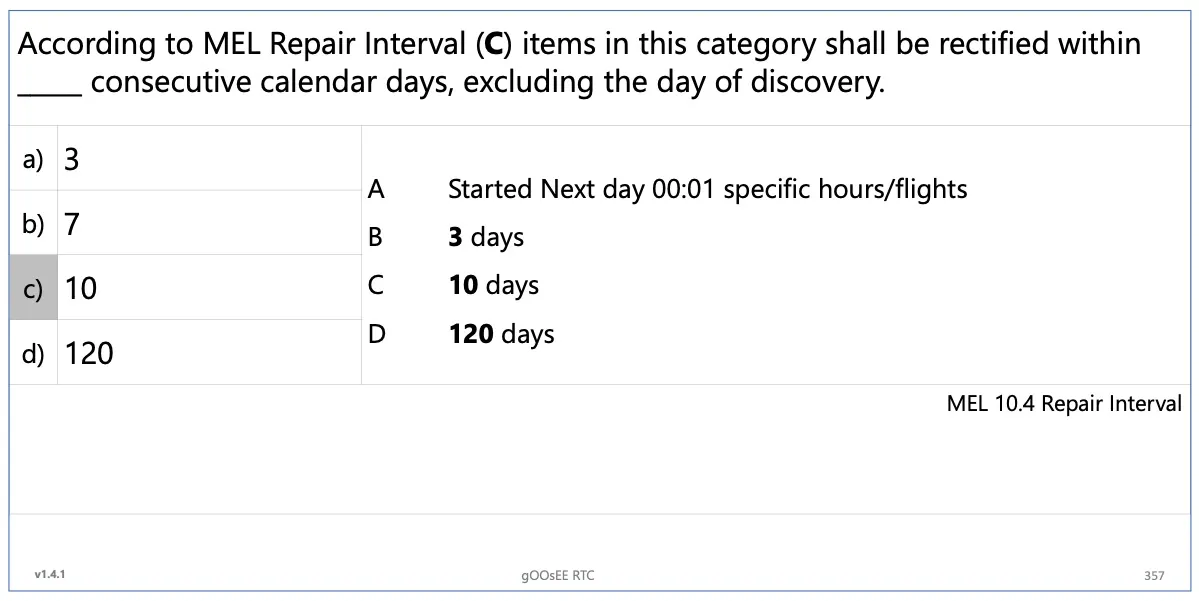 According to MEL Repair Interval (C) items in this category shall be rectified within
_____ consecutive calendar days, excluding the day of discovery.
a) 3
b) 7
c) 10
d) 120
A Started Next day 00:01 specific hours/flights
B 3 days
C 10 days
D 120 days
MEL 10.4 Repair Interval
v1.4.1
gOOsEE RTC
357